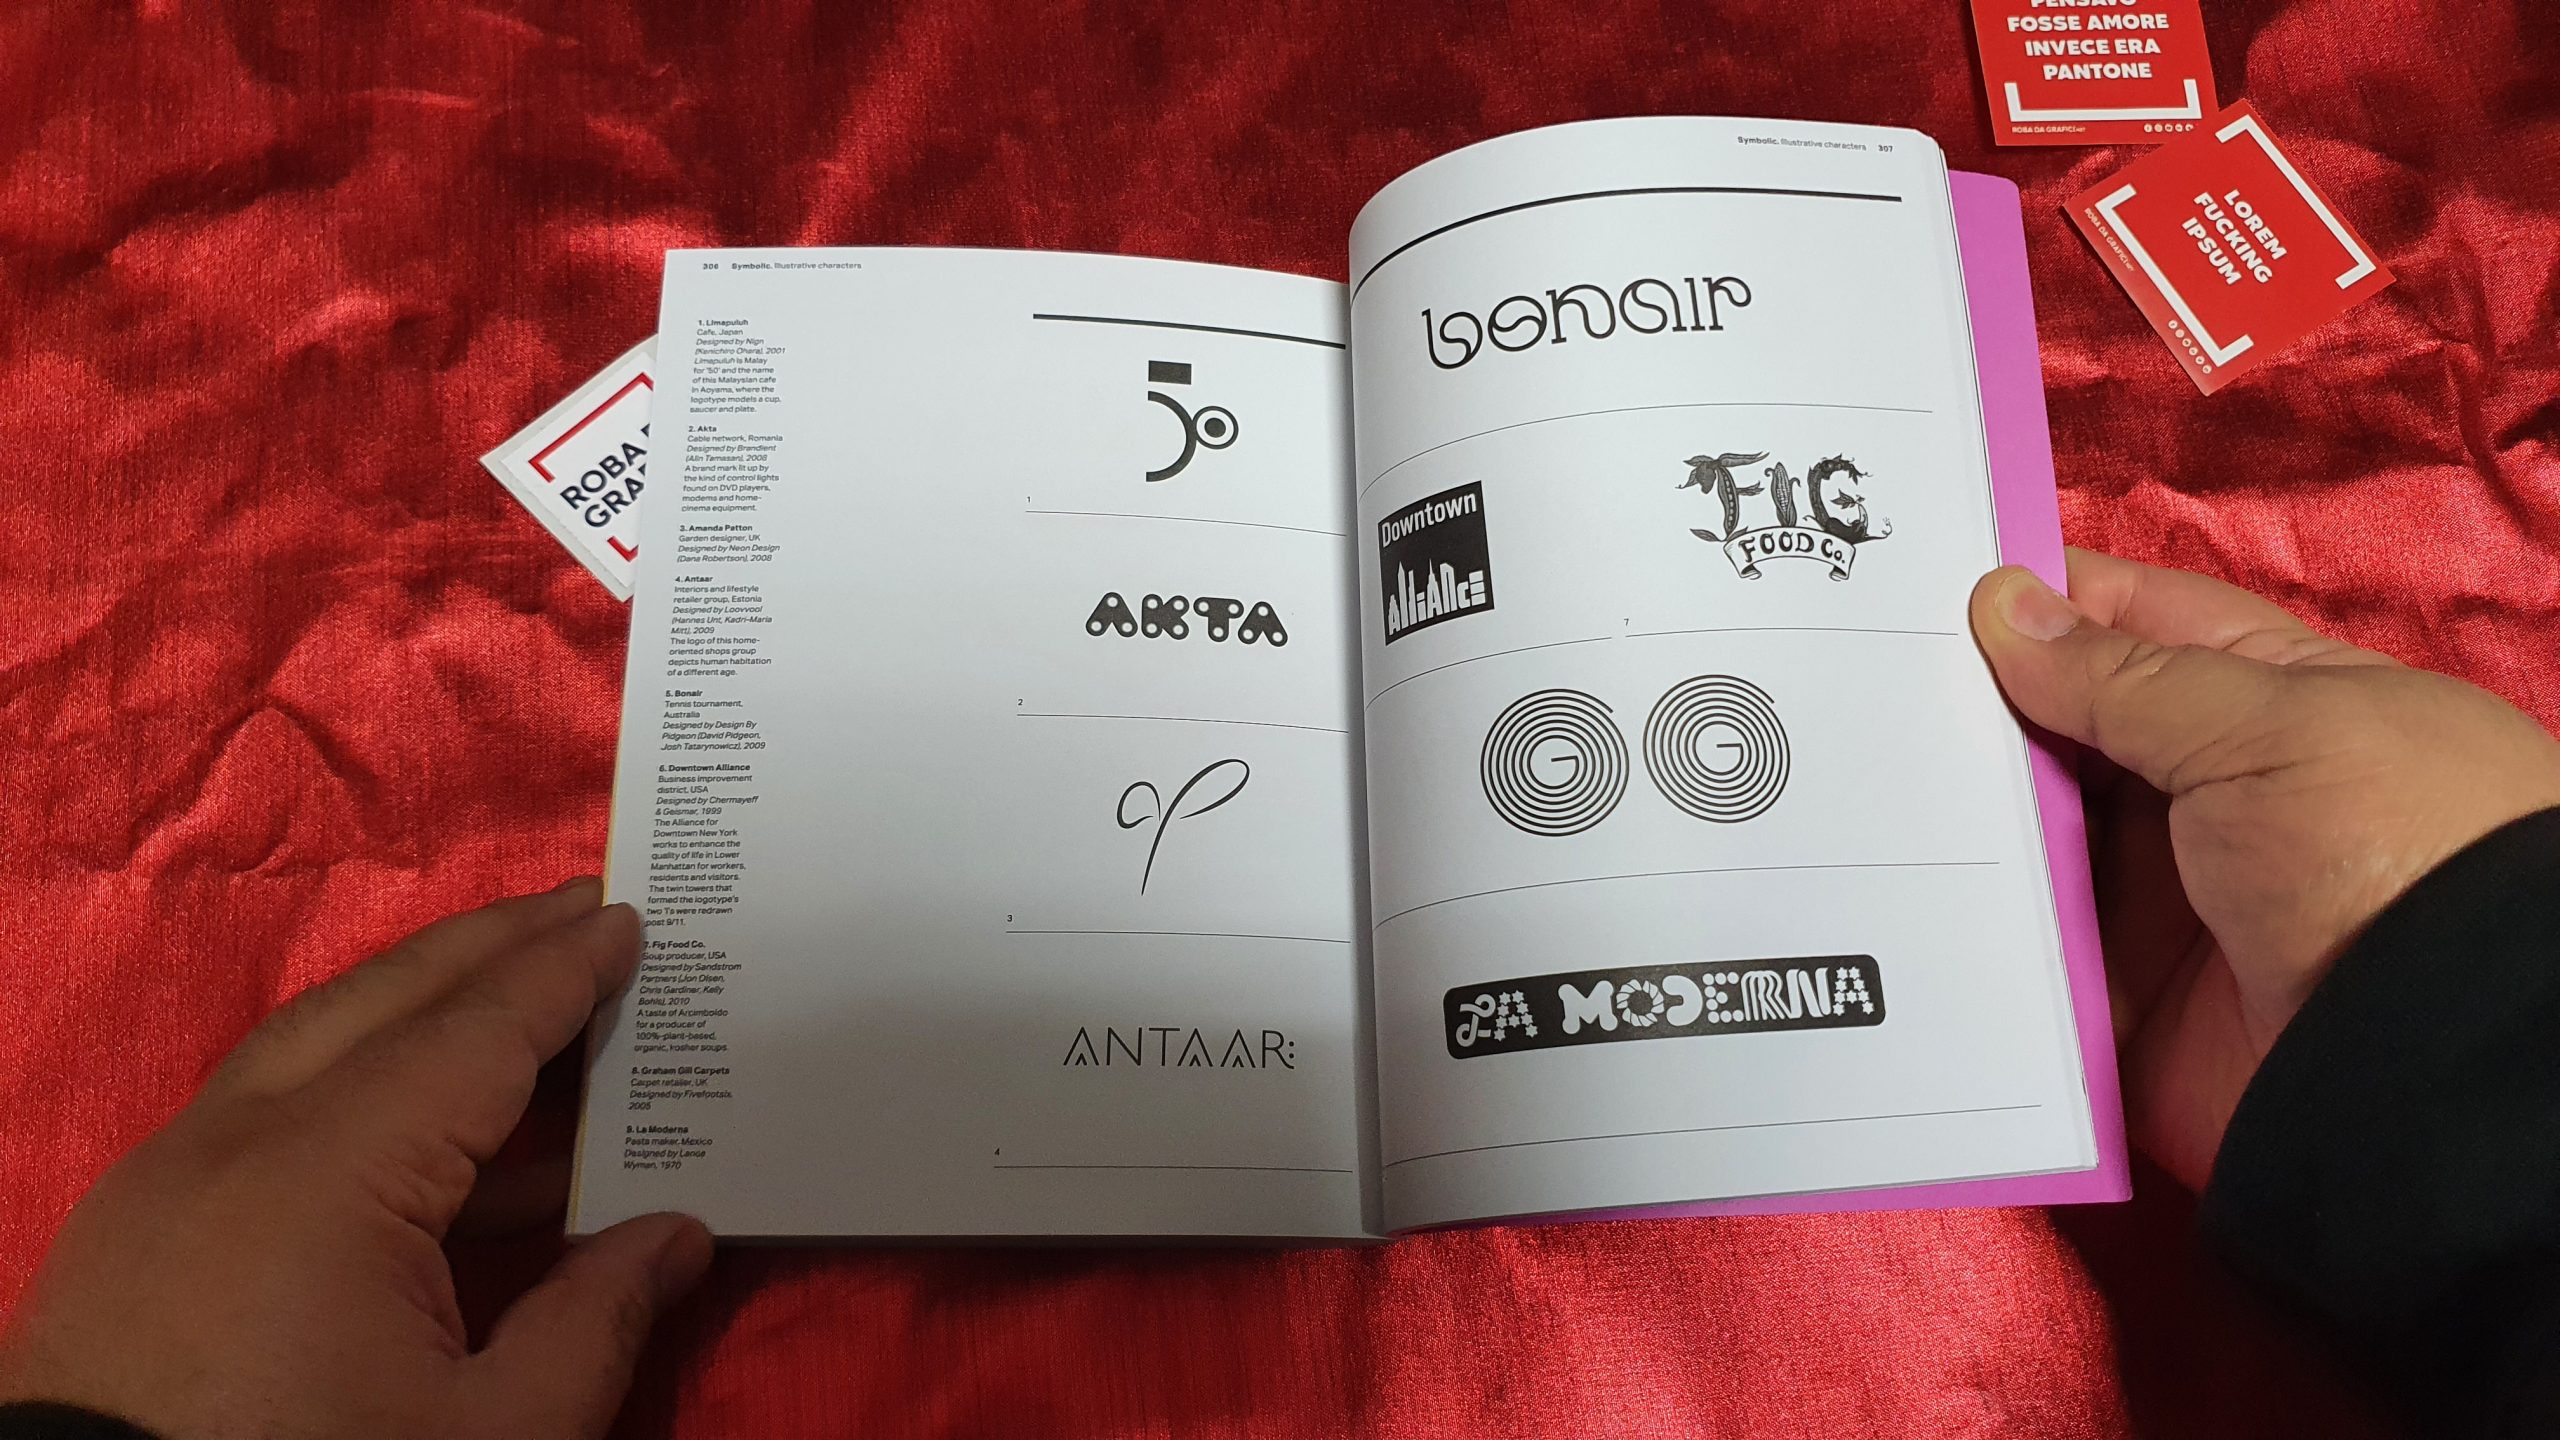 306 Symbolic. Illustrative characters
1. Limapuluh
Cafe, Japan
Designed by Nign
(Kenichiro Ohara), 2001
Limapuluh is Malay
for '50' and the name
of this Malaysian cafe
in Aoyama, where the
logotype models a cup,
saucer and plate.
2. Akta
Cable network, Romania
Designed by Brandient
(Alin Tamasan), 2008
A brand mark lit up by
the kind of control lights
found on DVD players,
modems and home-
cinema equipment.
3. Amanda Patton
Garden designer, UK
Designed by Neon Design
(Dana Robertson), 2008
4. Antaar
Interiors and lifestyle
retailer group, Estonia
Designed by Loovvool
(Hannes Unt, Kadri-Maria
Mitt), 2009
The logo of this home-
oriented shops group
depicts human habitation
of a different age.
5. Bonair
Tennis tournament,
Australia
Designed by Design By
Pidgeon (David Pidgeon,
Josh Tatarynowicz), 2009
6. Downtown Alliance
Business improvement
district, USA
Designed by Chermayeff
& Geismar, 1999
The Alliance for
Downtown New York
works to enhance the
quality of life in Lower
Manhattan for workers,
residents and visitors.
The twin towers that
formed the logotype's
two 'l's were redrawn
post 9/11.
7. Fig Food Co.
Soup producer, USA
Designed by Sandstrom
Partners (Jon Olsen,
Chris Gardiner, Kelly
Bohls), 2010
A taste of Arcimboldo
for a producer of
100%-plant-based,
organic, kosher soups.
8. Graham Gill Carpets
Carpet retailer, UK
Designed by Fivefootsix,
2005
9. La Moderna
Pasta maker, Mexico
Designed by Lance
Wyman, 1970
50
1
AKTA
2
ap
3
ANTAAR:
4
Symbolic. Illustrative characters 307
bonair
Downtown
Alliance
FIG
FOOD Co.
7
G G
LA MODERNA
ROBA
GRA
PENSAVO
FOSSE AMORE
INVECE ERA
PANTONE
ROBA DA GRAFICI.NET
LOREM
FUCKING
IPSUM
ROBA DA GRAFICI.NET